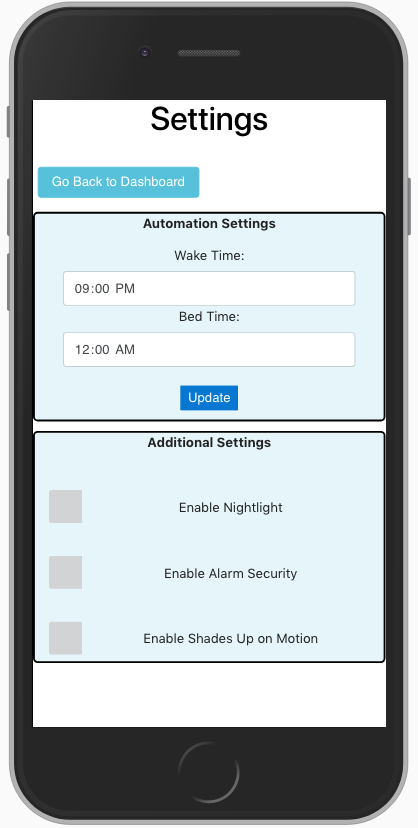 Settings
Go Back to Dashboard
Automation Settings
Wake Time:
09:00 PM
Bed Time:
12:00 AM
Update
Additional Settings
Enable Nightlight
Enable Alarm Security
Enable Shades Up on Motion